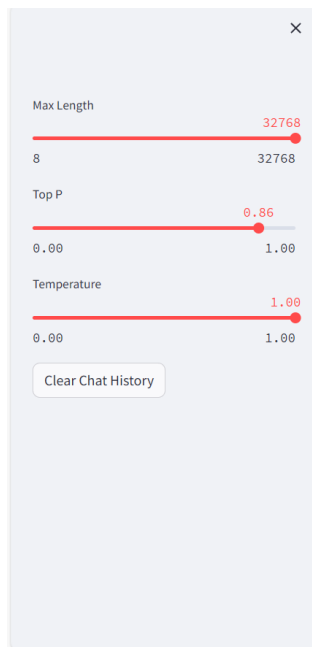 Max Length
32768
8 32768
Top P
0.86
0.00 1.00
Temperature
1.00
0.00 1.00
Clear Chat History